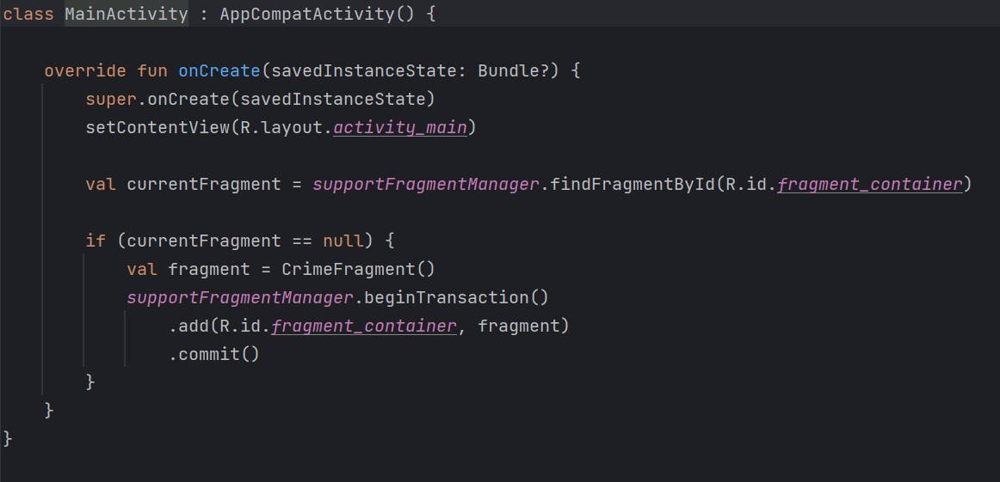 class MainActivity : AppCompatActivity() {
override fun onCreate(savedInstanceState: Bundle?) {
super.onCreate(savedInstanceState)
setContentView(R.layout.activity_main)
val currentFragment = supportFragmentManager.findFragmentById(R.id.fragment_container)
if (currentFragment == null) {
val fragment = CrimeFragment()
supportFragmentManager.beginTransaction()
.add(R.id.fragment_container, fragment)
.commit()
}
}
}